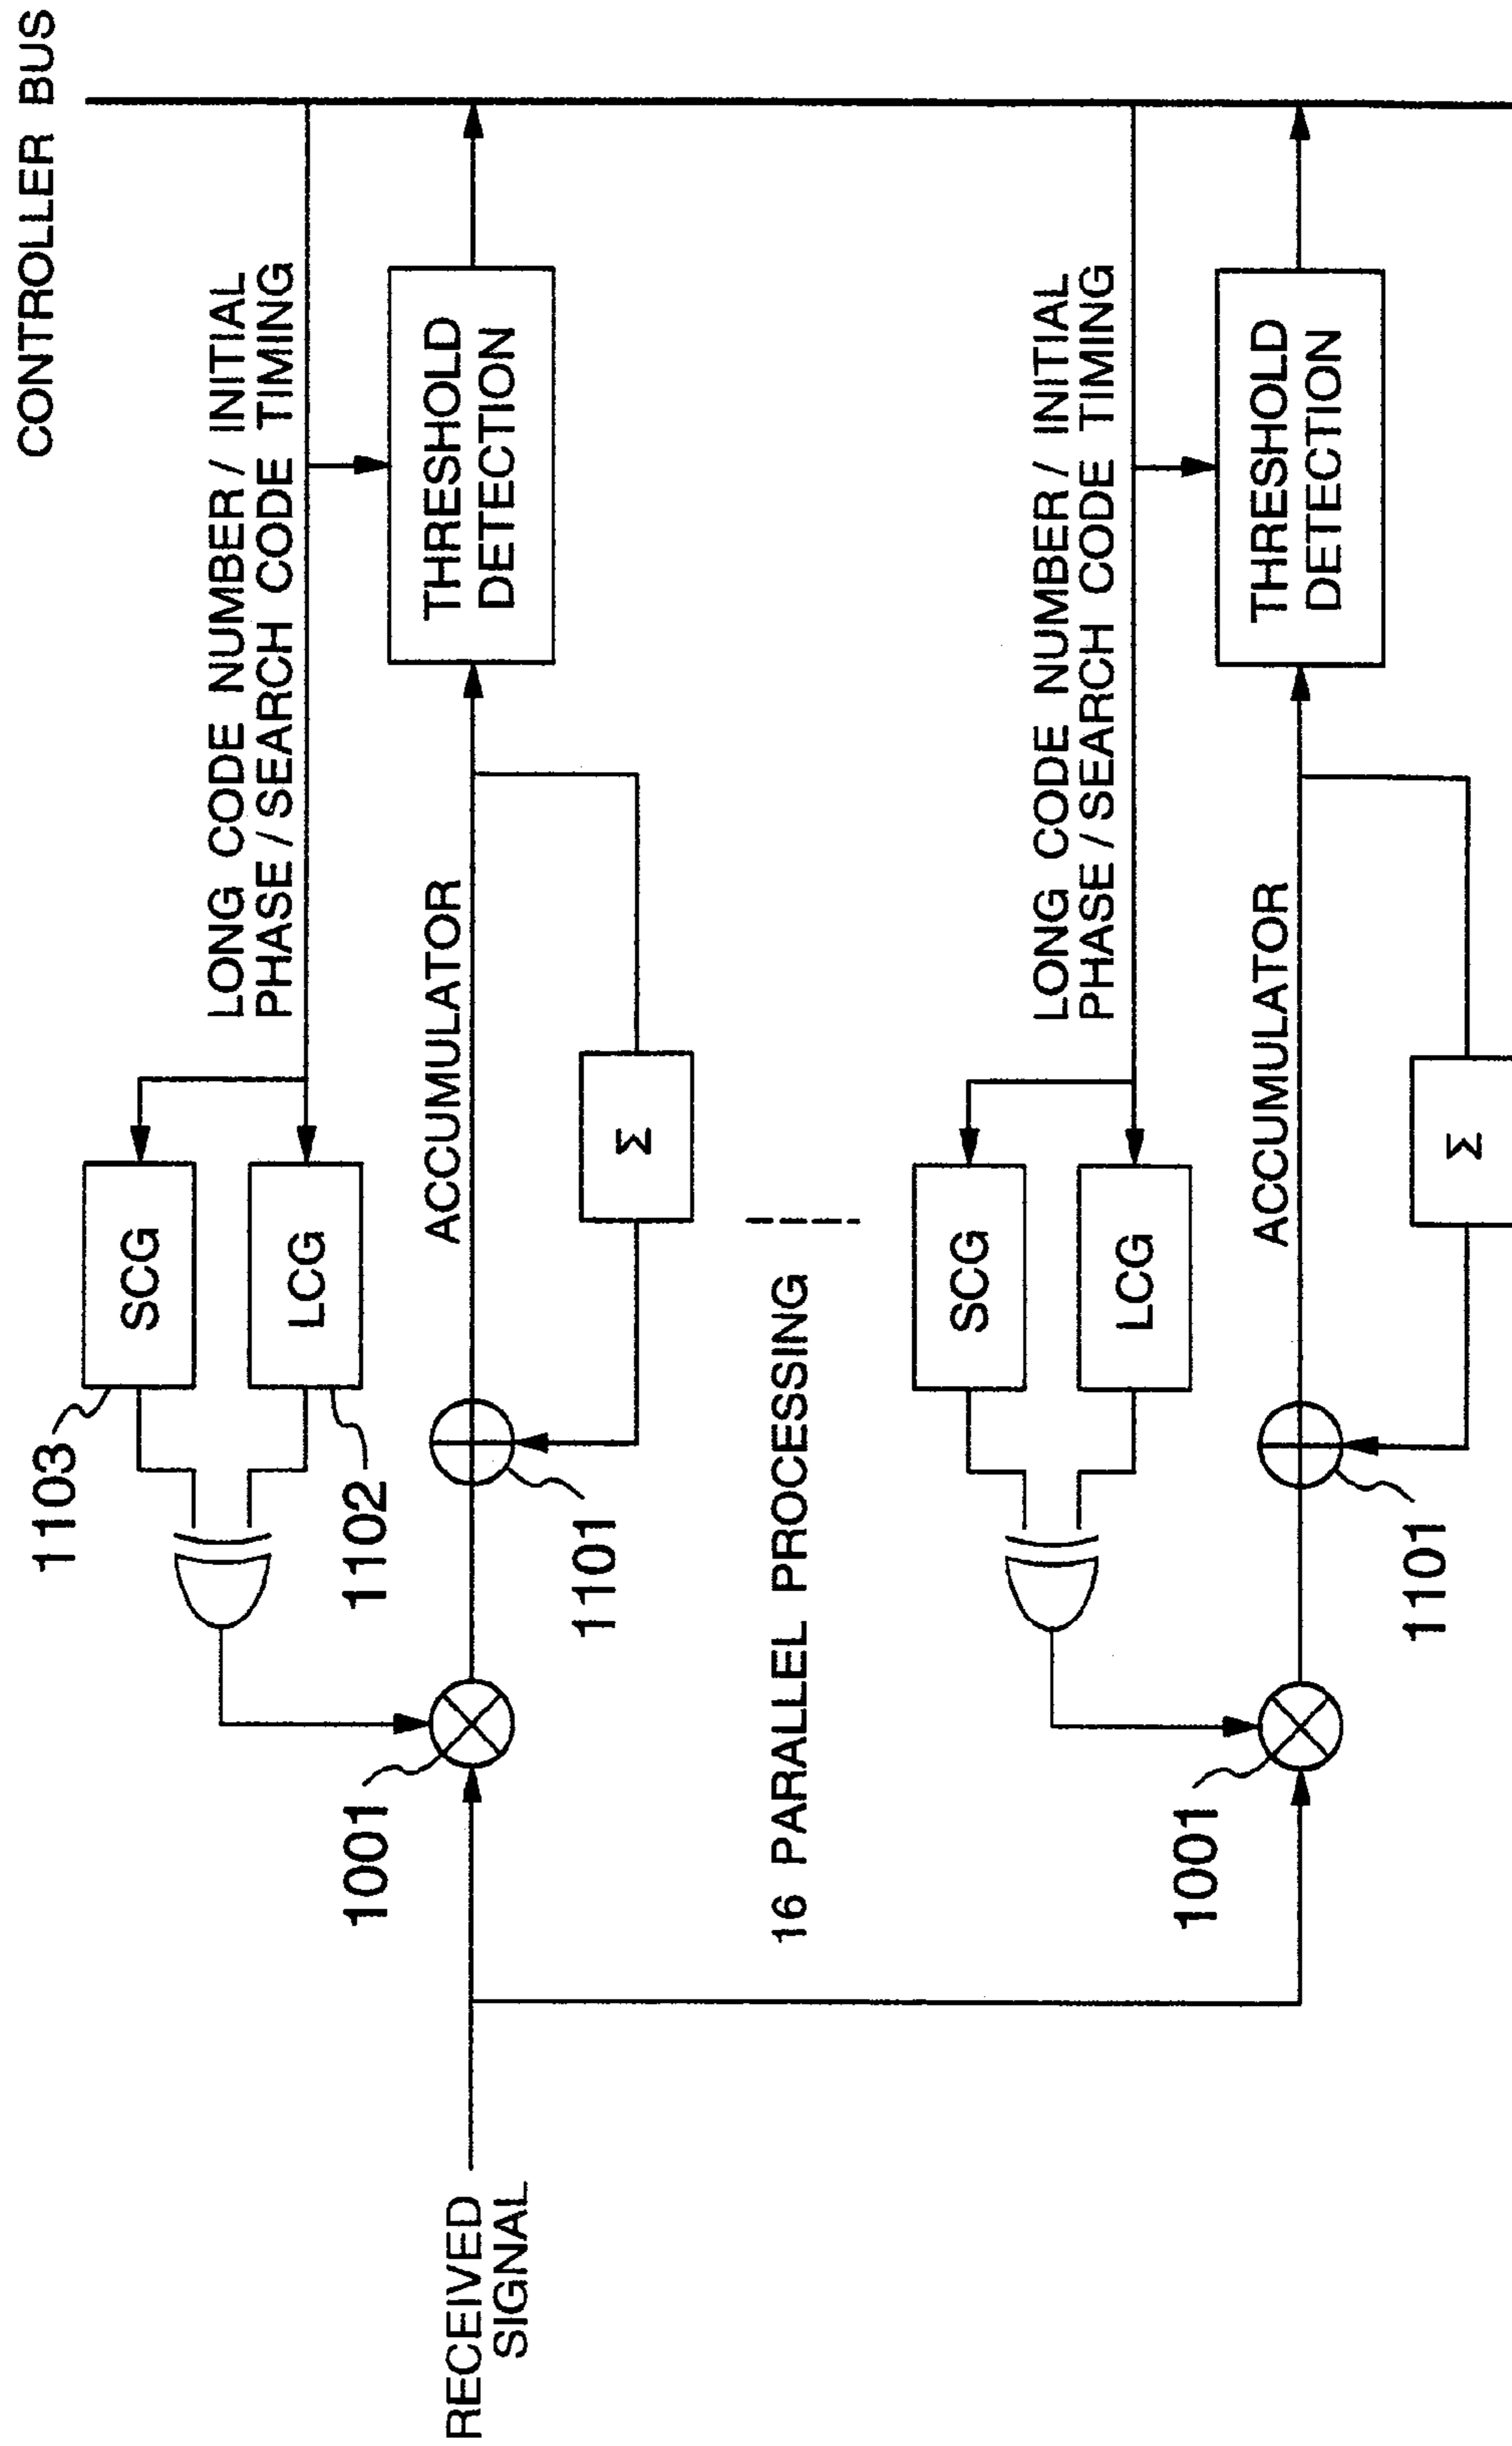 CONTROLLER BUS
1103
SCG
LONG CODE NUMBER / INITIAL
PHASE / SEARCH CODE TIMING
LCG
1102
1001
RECEIVED
SIGNAL
ACCUMULATOR
THRESHOLD
DETECTION
1101
Σ
16 PARALLEL PROCESSING
SCG
LONG CODE NUMBER / INITIAL
PHASE / SEARCH CODE TIMING
LCG
1001
ACCUMULATOR
THRESHOLD
DETECTION
1101
Σ